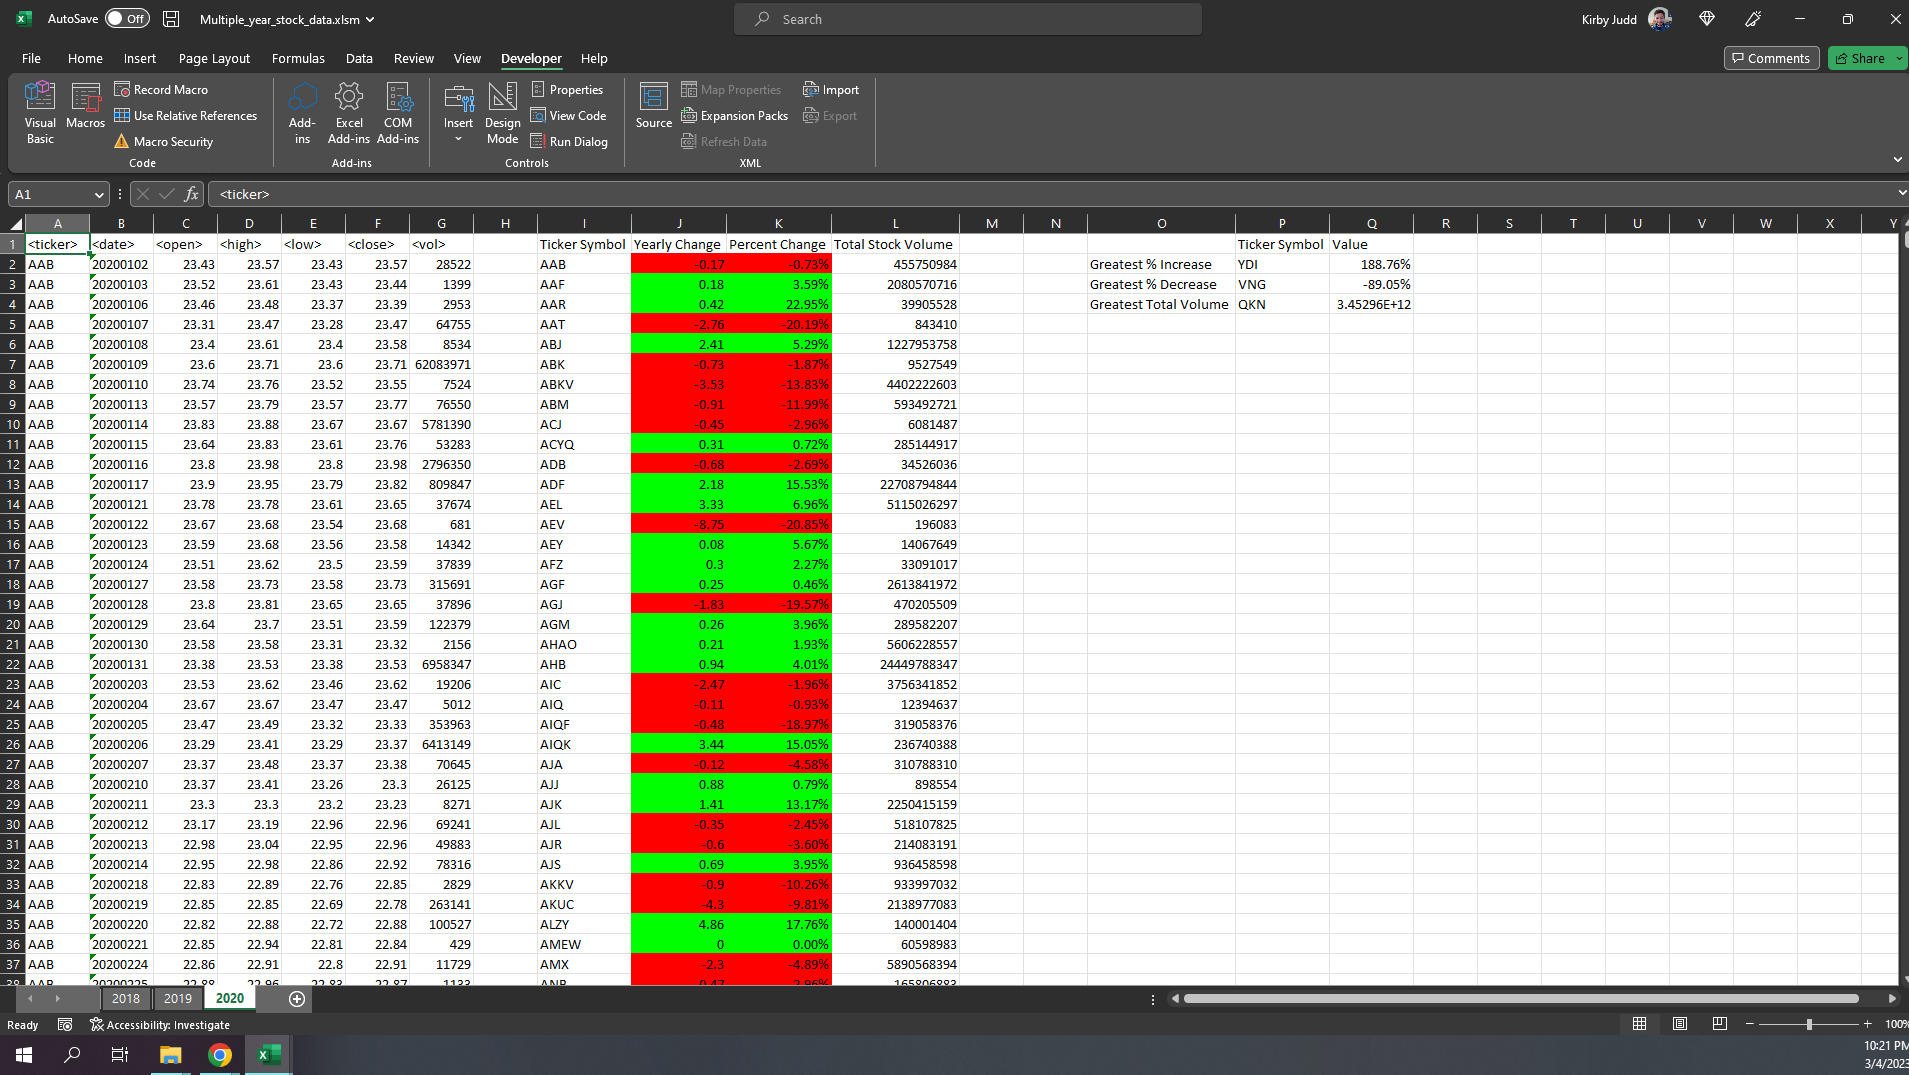 AutoSave Off Multiple_year_stock_data.xlsm Search Kirby Judd
File Home Insert Page Layout Formulas Data Review View Developer Help Comments Share
Visual Basic Macros Record Macro Use Relative References Macro Security Code
Add-ins Excel Add-ins COM Add-ins Add-ins
Insert Design Mode Properties View Code Run Dialog Controls
Source Map Properties Expansion Packs Refresh Data Import Export XML
A1 fx <ticker>
A B C D E F G H I J K L M N O P Q R S T U V W X Y
1 <ticker> <date> <open> <high> <low> <close> <vol> Ticker Symbol Yearly Change Percent Change Total Stock Volume Ticker Symbol Value
2 AAB 20200102 23.43 23.57 23.43 23.57 28522 AAB -0.17 -0.73% 455750984 Greatest % Increase YDI 188.76%
3 AAB 20200103 23.52 23.61 23.43 23.44 1399 AAF 0.18 3.59% 2080570716 Greatest % Decrease VNG -89.05%
4 AAB 20200106 23.46 23.48 23.37 23.39 2953 AAR 0.42 22.95% 39905528 Greatest Total Volume QKN 3.45296E+12
5 AAB 20200107 23.31 23.47 23.28 23.47 64755 AAT -2.76 -20.19% 843410
6 AAB 20200108 23.4 23.61 23.4 23.58 8534 ABJ 2.41 5.29% 1227953758
7 AAB 20200109 23.6 23.71 23.6 23.71 62083971 ABK -0.73 -1.87% 9527549
8 AAB 20200110 23.74 23.76 23.52 23.55 7524 ABKV -3.53 -13.83% 4402222603
9 AAB 20200113 23.57 23.79 23.57 23.77 76550 ABM -0.91 -11.99% 593492721
10 AAB 20200114 23.83 23.88 23.67 23.67 5781390 ACJ -0.45 -2.96% 6081487
11 AAB 20200115 23.64 23.83 23.61 23.76 53283 ACYQ 0.31 0.72% 285144917
12 AAB 20200116 23.8 23.98 23.8 23.98 2796350 ADB -0.68 -2.69% 34526036
13 AAB 20200117 23.9 23.95 23.79 23.82 809847 ADF 2.18 15.53% 22708794844
14 AAB 20200121 23.78 23.78 23.61 23.65 37674 AEL 3.33 6.96% 5115026297
15 AAB 20200122 23.67 23.68 23.54 23.68 681 AEV -8.75 -20.85% 196083
16 AAB 20200123 23.59 23.68 23.56 23.58 14342 AEY 0.08 5.67% 14067649
17 AAB 20200124 23.51 23.62 23.5 23.59 37839 AFZ 0.3 2.27% 33091017
18 AAB 20200127 23.58 23.73 23.58 23.73 315691 AGF 0.25 0.46% 2613841972
19 AAB 20200128 23.8 23.81 23.65 23.65 37896 AGJ -1.83 -19.57% 470205509
20 AAB 20200129 23.64 23.7 23.51 23.59 122379 AGM 0.26 3.96% 289582207
21 AAB 20200130 23.58 23.58 23.31 23.32 2156 AHAO 0.21 1.93% 5606228557
22 AAB 20200131 23.38 23.53 23.38 23.53 6958347 AHB 0.94 4.01% 24449788347
23 AAB 20200203 23.53 23.62 23.46 23.62 19206 AIC -2.47 -1.96% 3756341852
24 AAB 20200204 23.67 23.67 23.47 23.47 5012 AIQ -0.11 -0.93% 12394637
25 AAB 20200205 23.47 23.49 23.32 23.33 353963 AIQF -0.48 -18.97% 319058376
26 AAB 20200206 23.29 23.41 23.29 23.37 6413149 AIQK 3.44 15.05% 236740388
27 AAB 20200207 23.37 23.48 23.37 23.38 70645 AJA -0.12 -4.58% 310788310
28 AAB 20200210 23.37 23.41 23.26 23.3 26125 AJJ 0.88 0.79% 898554
29 AAB 20200211 23.3 23.3 23.2 23.23 8271 AJK 1.41 13.17% 2250415159
30 AAB 20200212 23.17 23.19 22.96 22.96 69241 AJL -0.35 -2.45% 518107825
31 AAB 20200213 22.98 23.04 22.95 22.96 49883 AJR -0.6 -3.60% 214083191
32 AAB 20200214 22.95 22.98 22.86 22.92 78316 AJS 0.69 3.95% 936458598
33 AAB 20200218 22.83 22.89 22.76 22.85 2829 AKKV -0.9 -10.26% 933997032
34 AAB 20200219 22.85 22.85 22.69 22.78 263141 AKUC -4.3 -9.81% 2138977083
35 AAB 20200220 22.82 22.88 22.72 22.88 100527 ALZY 4.86 17.76% 140001404
36 AAB 20200221 22.85 22.94 22.81 22.84 429 AMEW 0 0.00% 60598983
37 AAB 20200224 22.86 22.91 22.8 22.91 11729 AMX -2.3 -4.89% 5890568394
38 AAB 20200225
2018 2019 2020
Ready Accessibility: Investigate 100%
10:21 PM
3/4/2023